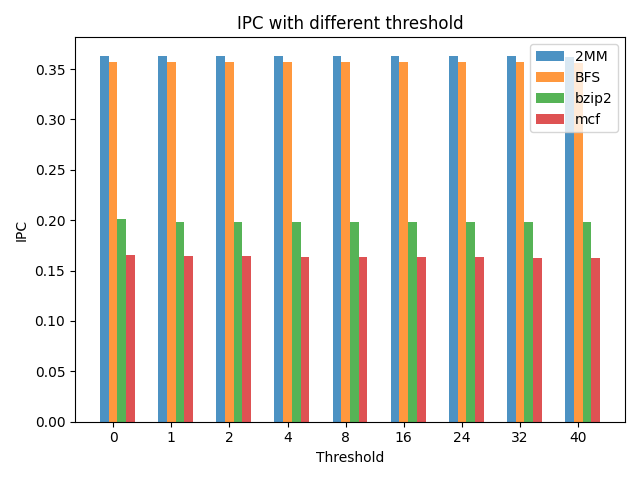 IPC with different threshold
2MM
BFS
bzip2
mcf
IPC
0.35
0.30
0.25
0.20
0.15
0.10
0.05
0.00
0 1 2 4 8 16 24 32 40
Threshold